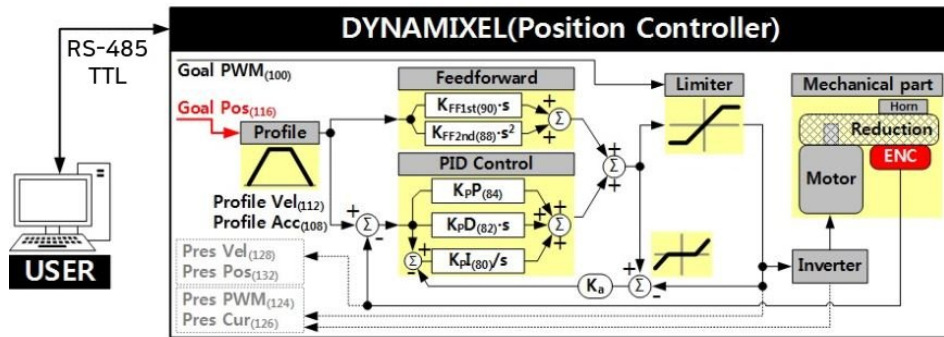 DYNAMIXEL(Position Controller)
RS-485
TTL
USER
Goal PWM(100)
Goal Pos(116)
Profile
Profile Vel(112)
Profile Acc(108)
Pres Vel(128)
Pres Pos(132)
Pres PWM(124)
Pres Cur(126)
Feedforward
KFF1st(90)·s
KFF2nd(88)·s²
+
+
Σ
PID Control
KPP(84)
KPD(82)·s
KPI(80)/s
+
+
+
Σ
+
-
Σ
Σ
-
+
+
Σ
Limiter
Ka
+
-
Σ
Mechanical part
Horn
Reduction
ENC
Motor
Inverter